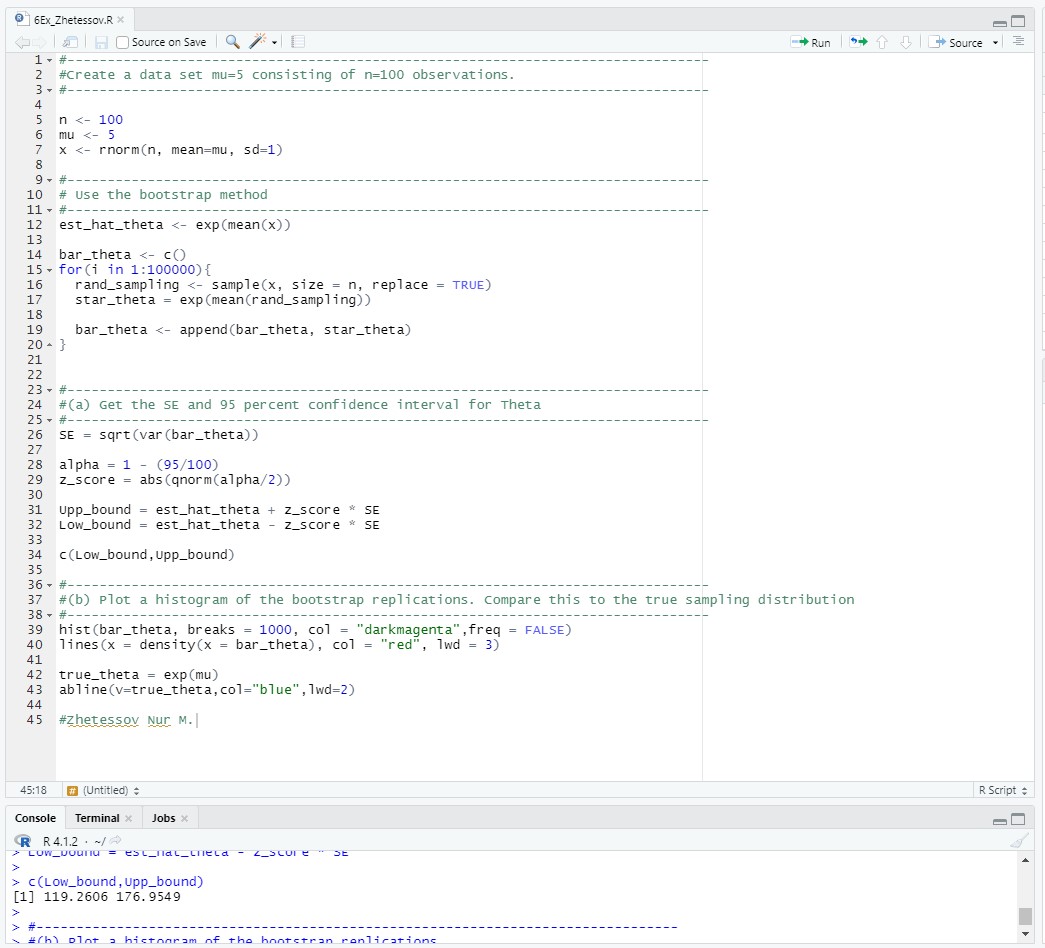 6Ex_Zhetessov.R
Source on Save
Run
Source
1 #--------------------------------------------------------------------------------
2 #Create a data set mu=5 consisting of n=100 observations.
3 #--------------------------------------------------------------------------------
4
5 n <- 100
6 mu <- 5
7 x <- rnorm(n, mean=mu, sd=1)
8
9 #--------------------------------------------------------------------------------
10 # Use the bootstrap method
11 #--------------------------------------------------------------------------------
12 est_hat_theta <- exp(mean(x))
13
14 bar_theta <- c()
15 for(i in 1:100000){
16 rand_sampling <- sample(x, size = n, replace = TRUE)
17 star_theta = exp(mean(rand_sampling))
18
19 bar_theta <- append(bar_theta, star_theta)
20 }
21
22
23 #--------------------------------------------------------------------------------
24 #(a) Get the SE and 95 percent confidence interval for Theta
25 #--------------------------------------------------------------------------------
26 SE = sqrt(var(bar_theta))
27
28 alpha = 1 - (95/100)
29 z_score = abs(qnorm(alpha/2))
30
31 Upp_bound = est_hat_theta + z_score * SE
32 Low_bound = est_hat_theta - z_score * SE
33
34 c(Low_bound,Upp_bound)
35
36 #--------------------------------------------------------------------------------
37 #(b) Plot a histogram of the bootstrap replications. Compare this to the true sampling distribution
38 #--------------------------------------------------------------------------------
39 hist(bar_theta, breaks = 1000, col = "darkmagenta",freq = FALSE)
40 lines(x = density(x = bar_theta), col = "red", lwd = 3)
41
42 true_theta = exp(mu)
43 abline(v=true_theta,col="blue",lwd=2)
44
45 #Zhetessov Nur M.
45:18 # (Untitled) R Script
Console Terminal Jobs
R R 4.1.2 · ~/
> Low_bound = est_hat_theta - z_score * SE
>
> c(Low_bound,Upp_bound)
[1] 119.2606 176.9549
>
> #--------------------------------------------------------------------------------
> #(b) Plot a histogram of the bootstrap replications.